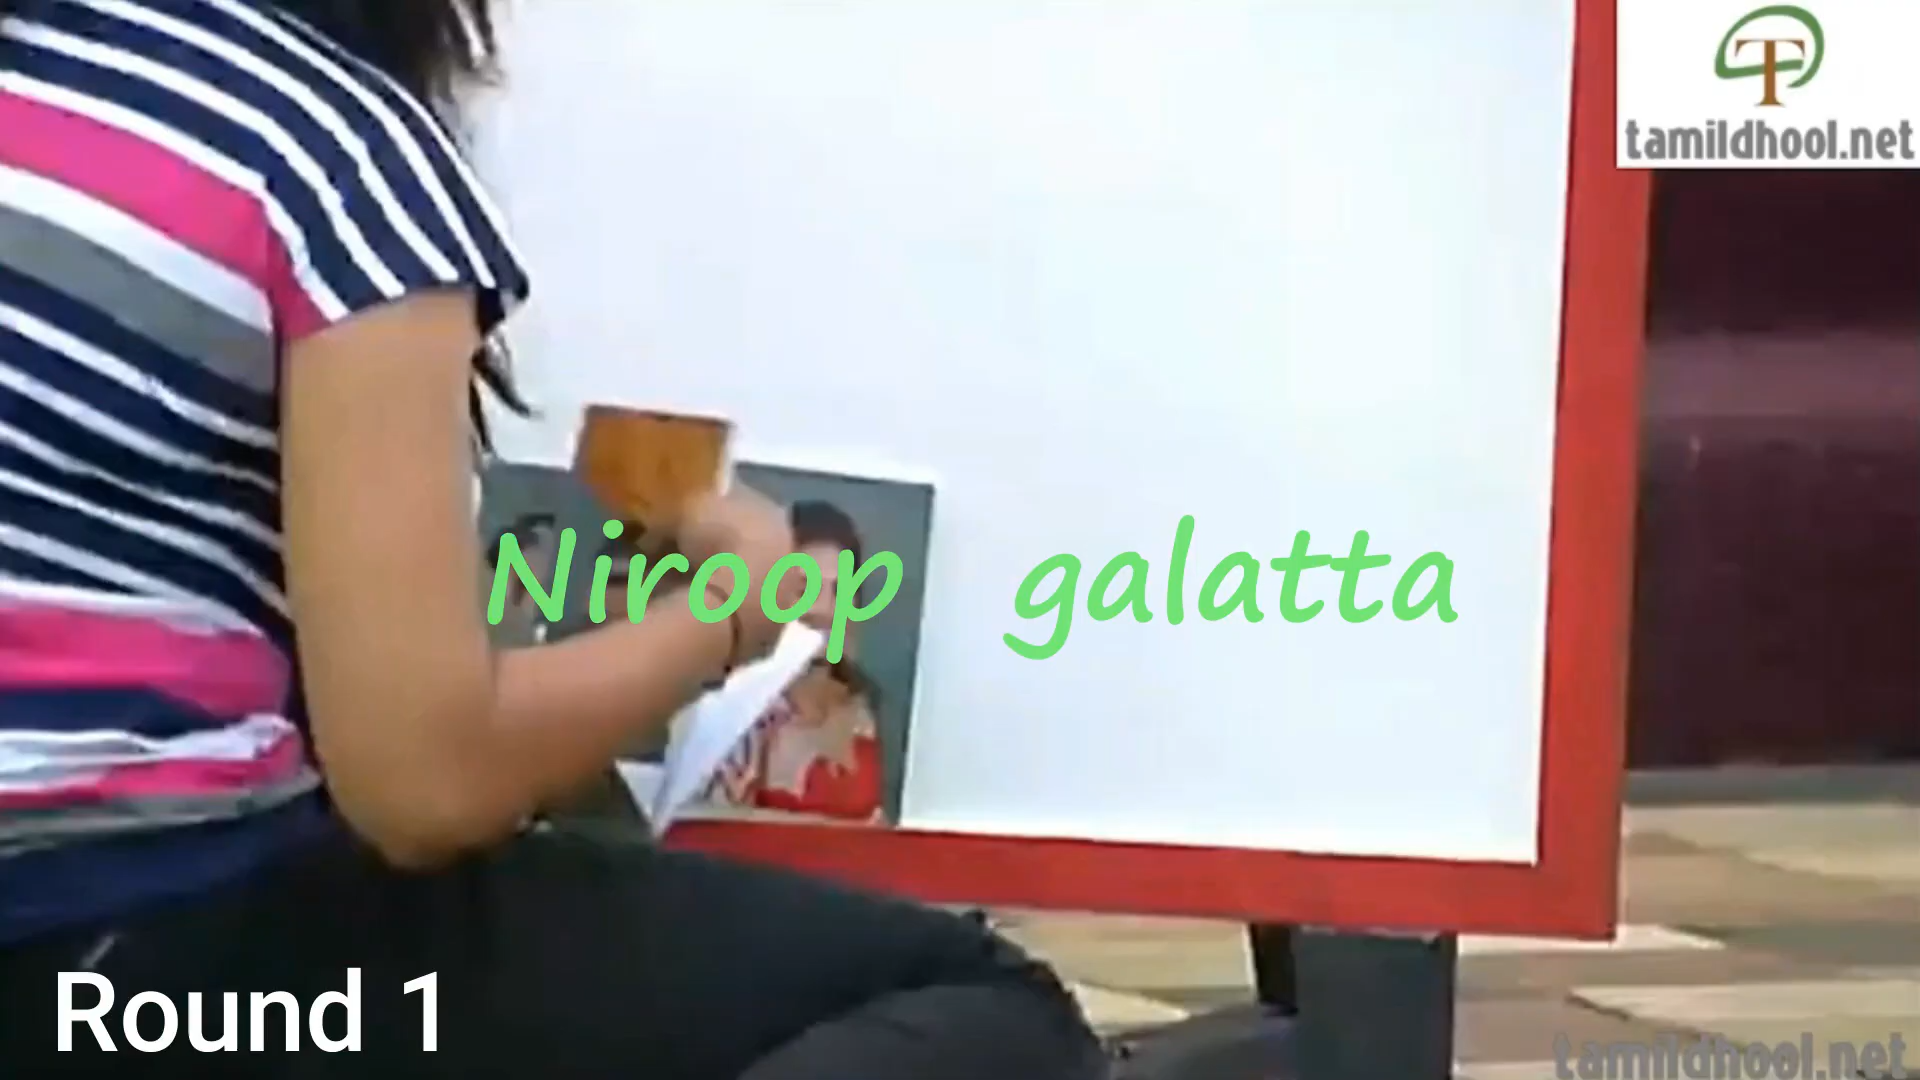 T
tamildhool.net
Niroop galatta
Round 1
tamildhool.net